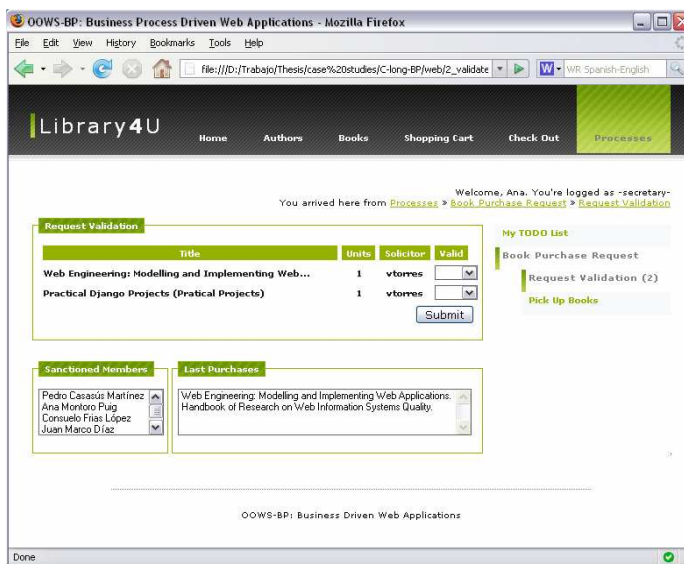 OOWS-BP: Business Process Driven Web Applications - Mozilla Firefox
File Edit View History Bookmarks Tools Help
file:///D:/Trabajo/Thesis/case%20studies/C-long-BP/web/2_validate
W WR Spanish-English
Library4U
Home Authors Books Shopping Cart Check Out Processes
Welcome, Ana. You're logged as -secretary-
You arrived here from Processes » Book Purchase Request » Request Validation
Request Validation
Title Units Solicitor Valid
Web Engineering: Modelling and Implementing Web... 1 vtorres
Practical Django Projects (Pratical Projects) 1 vtorres
Submit
My TODO List
Book Purchase Request
Request Validation (2)
Pick Up Books
Sanctioned Members
Pedro Casasús Martínez
Ana Montoro Puig
Consuelo Frias López
Juan Marco Díaz
Last Purchases
Web Engineering: Modelling and Implementing Web Applications.
Handbook of Research on Web Information Systems Quality.
OOWS-BP: Business Driven Web Applications
Done